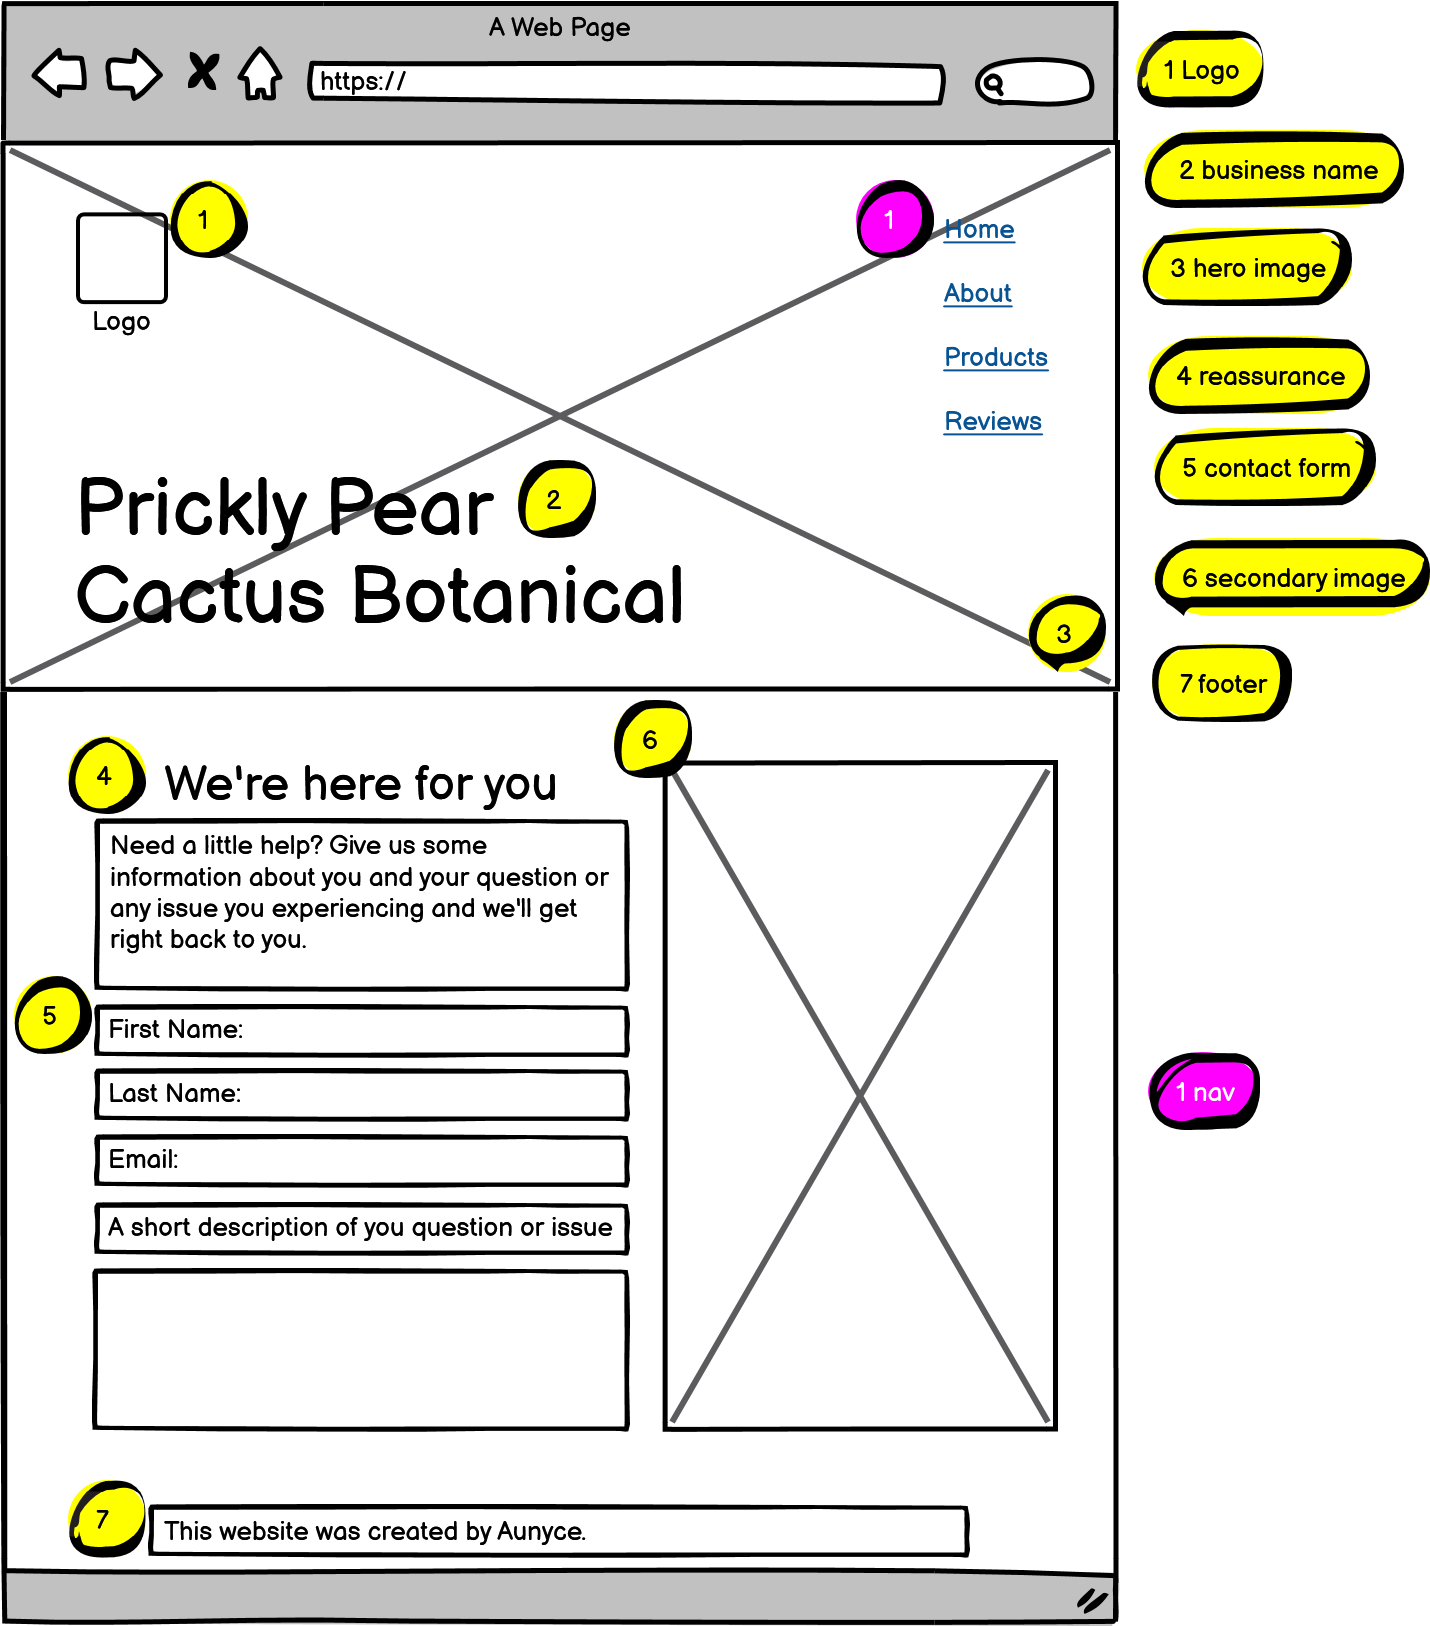 A Web Page
https://
1
Logo
1
Home
About
Products
Reviews
Prickly Pear
Cactus Botanical
2
3
4
We're here for you
6
Need a little help? Give us some
information about you and your question or
any issue you experiencing and we'll get
right back to you.
5
First Name:
Last Name:
Email:
A short description of you question or issue
7
This website was created by Aunyce.
1 Logo
2 business name
3 hero image
4 reassurance
5 contact form
6 secondary image
7 footer
1 nav